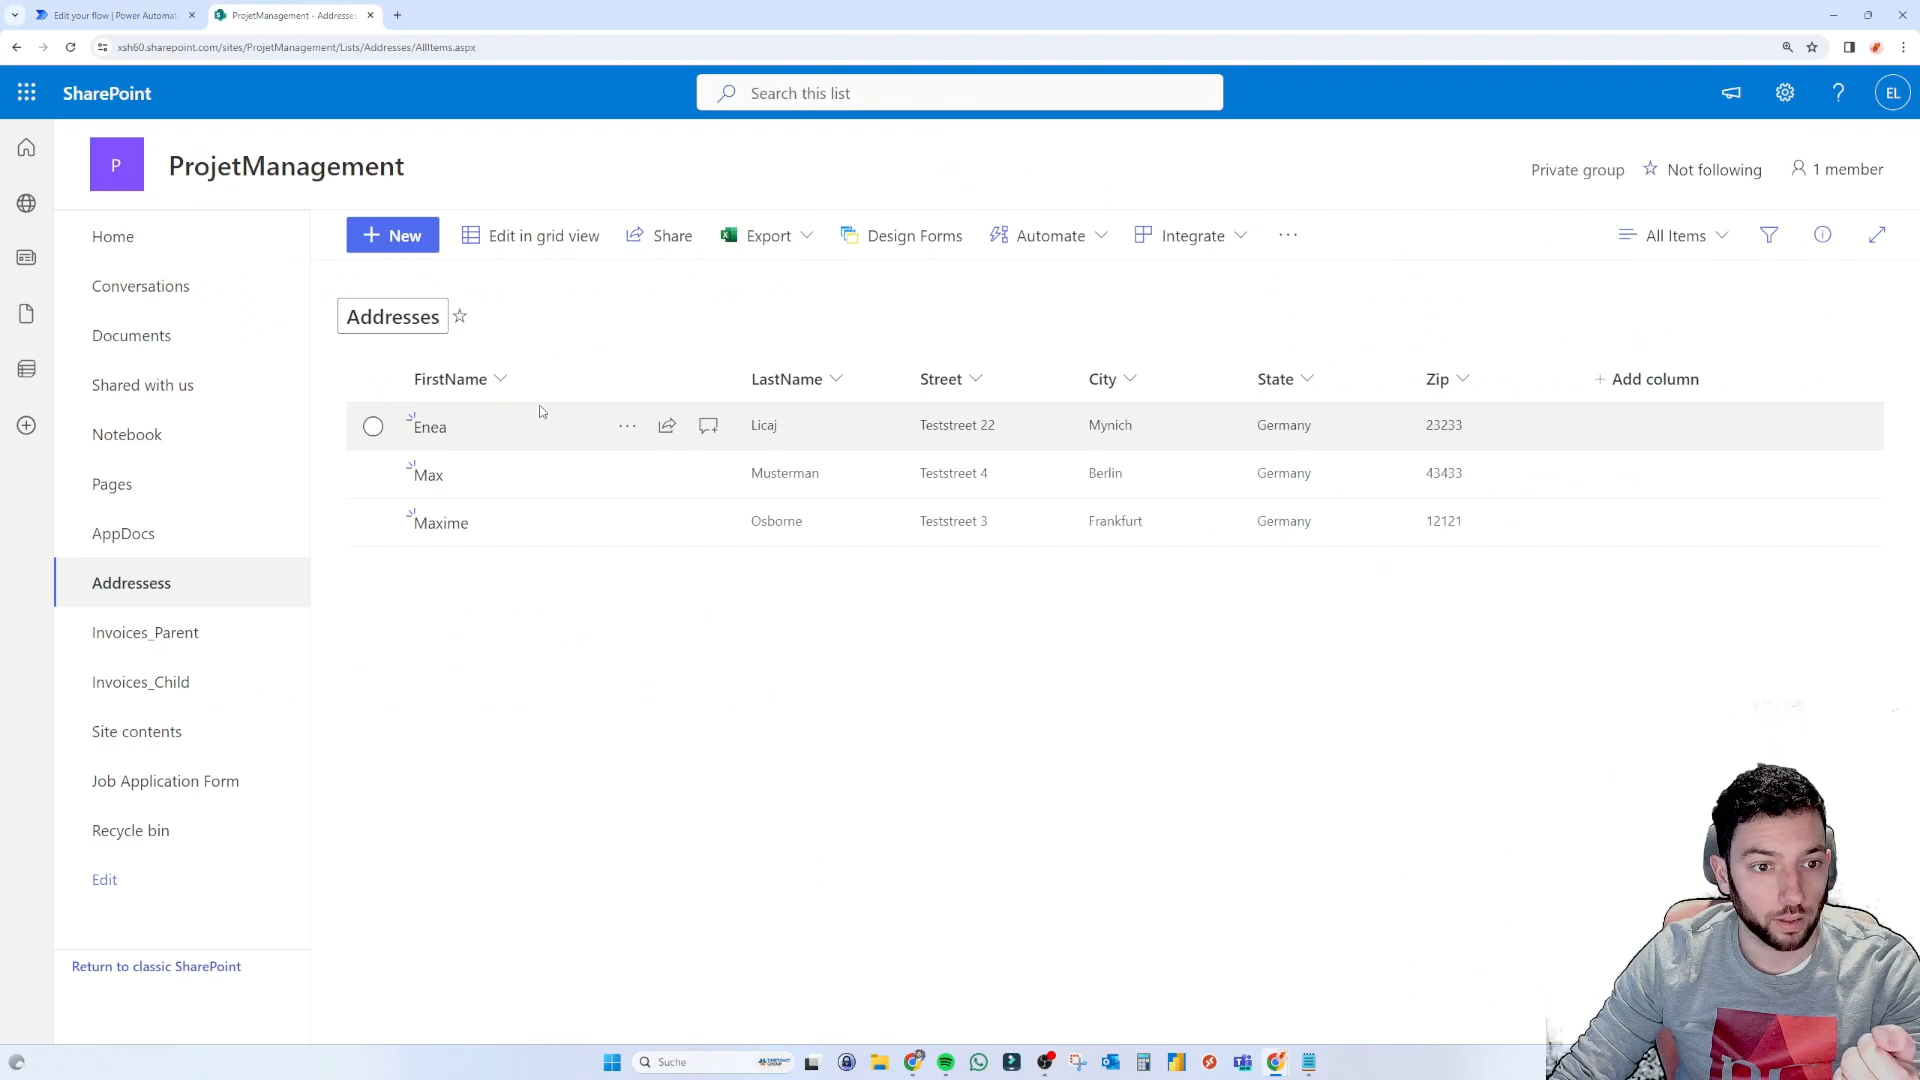 Edit your flow | Power Automat
ProjetManagement - Addresses
xsh60.sharepoint.com/sites/ProjetManagement/Lists/Addresses/AllItems.aspx
SharePoint
Search this list
EL
P
ProjetManagement
Private group
Not following
1 member
Home
Conversations
Documents
Shared with us
Notebook
Pages
AppDocs
Addressess
Invoices_Parent
Invoices_Child
Site contents
Job Application Form
Recycle bin
Edit
Return to classic SharePoint
New
Edit in grid view
Share
Export
Design Forms
Automate
Integrate
All Items
Addresses
FirstName LastName Street City State Zip Add column
Enea Licaj Teststreet 22 Mynich Germany 23233
Max Musterman Teststreet 4 Berlin Germany 43433
Maxime Osborne Teststreet 3 Frankfurt Germany 12121
Suche